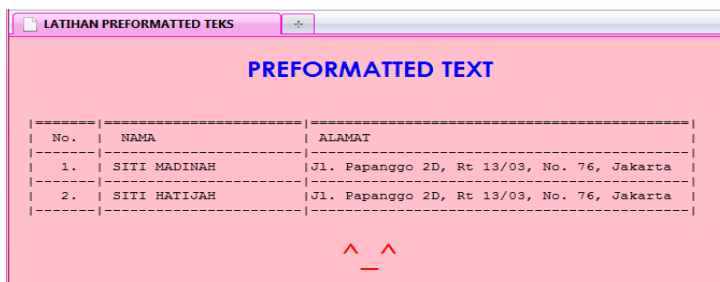 LATIHAN PREFORMATTED TEKS
PREFORMATTED TEXT
|=======|=======================|============================================|
| No. | NAMA | ALAMAT |
|-------|-----------------------|--------------------------------------------|
| 1. | SITI MADINAH |Jl. Papanggo 2D, Rt 13/03, No. 76, Jakarta |
|-------|-----------------------|--------------------------------------------|
| 2. | SITI HATIJAH |Jl. Papanggo 2D, Rt 13/03, No. 76, Jakarta |
|-------|-----------------------|--------------------------------------------|
^_^